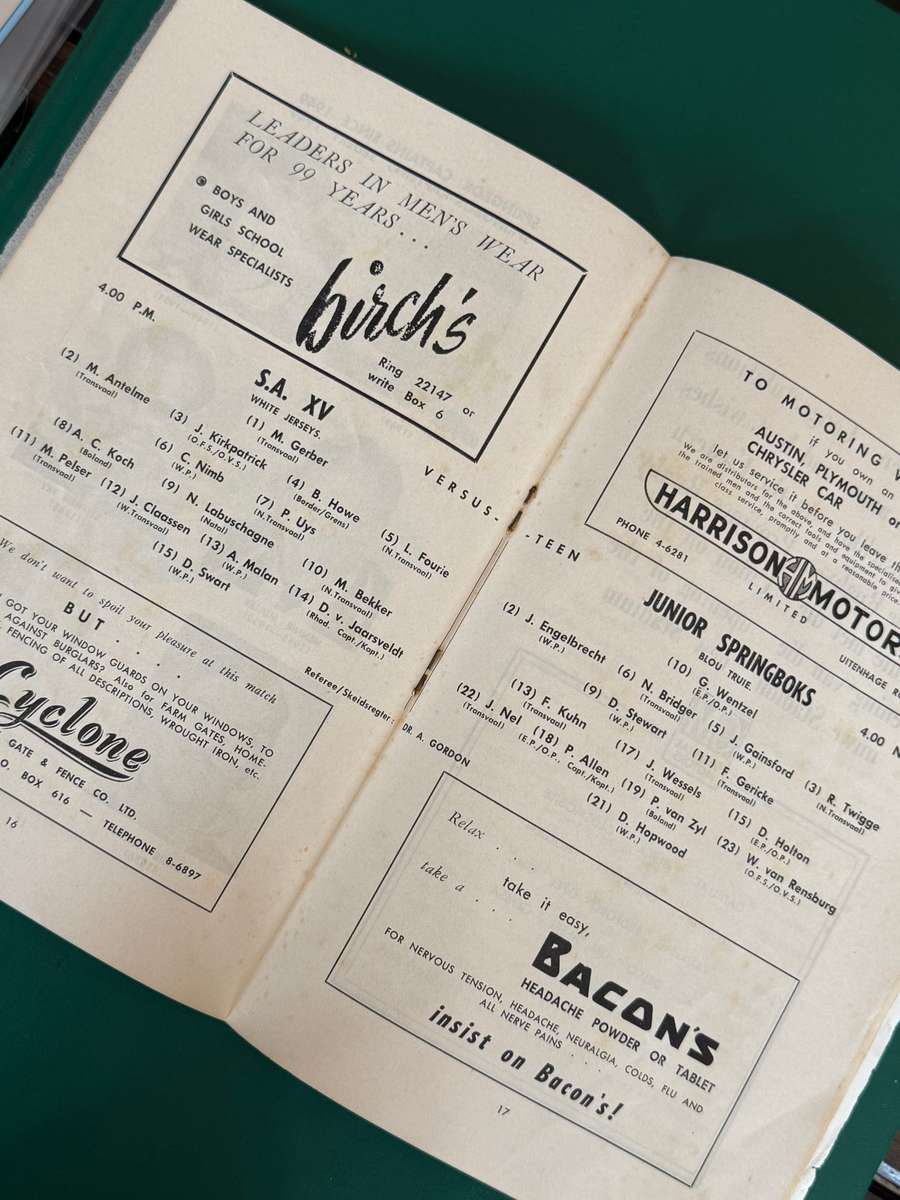 LEADERS IN MEN'S WEAR
FOR 99 YEARS...
BOYS AND
GIRLS SCHOOL
WEAR SPECIALISTS
birch's
Ring 22147 or
write Box 6
4.00 P.M.
S.A. XV
WHITE JERSEYS.
(1) M. Gerber
(Transvaal)
(2) M. Antelme
(Transvaal)
(3) J. Kirkpatrick
(O.F.S./O.V.S.)
(4) B. Howe
(Border/Grens)
(5) L. Fourie
(N.Transvaal)
(6) C. Nimb
(W.P.)
(7) P. Uys
(N.Transvaal)
(8) A. C. Koch
(Boland)
(9) N. Labuschagne
(Natal)
(10) M. Bekker
(N.Transvaal)
(11) M. Pelser
(Transvaal)
(12) J. Claassen
(W.Transvaal)
(13) A. Malan
(W.P.)
(14) D. v. Jaarsveldt
(Rhod. Capt./Kapt.)
(15) D. Swart
(W.P.)
VERSUS-
Referee/Skeidsregter:
We don't want to spoil your pleasure at this match
BUT . . .
GOT YOUR WINDOW GUARDS ON YOUR WINDOWS, TO
AGAINST BURGLARS? Also for FARM GATES, HOME-
FENCING OF ALL DESCRIPTIONS, WROUGHT IRON, etc.
Cyclone
GATE & FENCE CO. LTD.
O. BOX 616 — TELEPHONE 8-6897
16
TO MOTORING V
if you own an
AUSTIN, PLYMOUTH or
CHRYSLER CAR
let us service it before you leave th
We are distributors for the above, and have the specialised
the trained men and the correct tools and equipment to giv
class service, promptly and at a reasonable price.
HARRISON HM MOTOR
LIMITED
PHONE 4-6281
UITENHAGE R
-TEEN
JUNIOR SPRINGBOKS
BLOU TRUIE.
4.00 N
(10) G. Wentzel
(E.P./O.P.)
(2) J. Engelbrecht
(W.P.)
(6) N. Bridger
(Transvaal)
(5) J. Gainsford
(W.P.)
(3) R. Twigge
(N.Transvaal)
(9) D. Stewart
(W.P.)
(11) F. Gericke
(Transvaal)
(13) F. Kuhn
(Transvaal)
(17) J. Wessels
(Transvaal)
(15) D. Holton
(E.P./O.P.)
(22) J. Nel
(Transvaal)
(18) P. Allen
(E.P./O.P., Capt./Kapt.)
(19) P. van Zyl
(Boland)
(23) W. van Rensburg
(O.F.S./O.V.S.)
(21) D. Hopwood
(W.P.)
DR. A. GORDON
Relax . . . .
take it easy,
take a . . . .
BACON'S
HEADACHE POWDER OR TABLET
FOR NERVOUS TENSION, HEADACHE, NEURALGIA, COLDS, FLU AND
ALL NERVE PAINS . . .
insist on Bacon's!
17